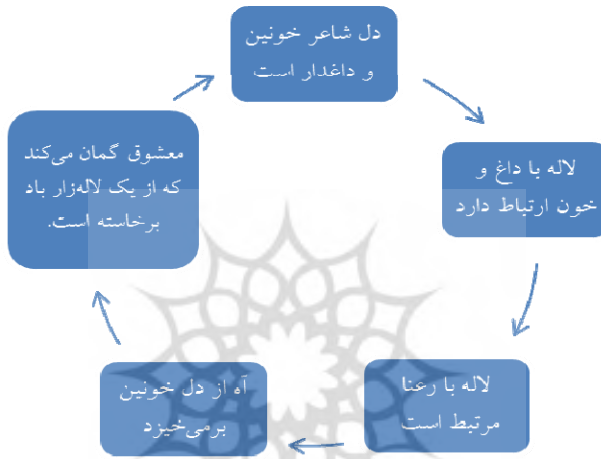 دل شاعر خونین
و داغدار است
لاله با داغ و
خون ارتباط دارد
لاله با رعنا
مرتبط است
آه از دل خونین
برمی‌خیزد
معشوق گمان می‌کند
که از یک لاله‌زار باد
برخاسته است.